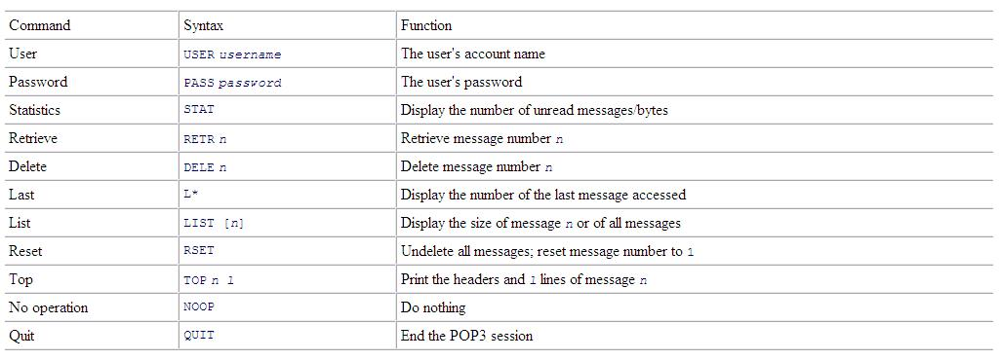 Command Syntax Function
User USER username The user's account name
Password PASS password The user's password
Statistics STAT Display the number of unread messages/bytes
Retrieve RETR n Retrieve message number n
Delete DELE n Delete message number n
Last L* Display the number of the last message accessed
List LIST [n] Display the size of message n or of all messages
Reset RSET Undelete all messages; reset message number to 1
Top TOP n l Print the headers and l lines of message n
No operation NOOP Do nothing
Quit QUIT End the POP3 session